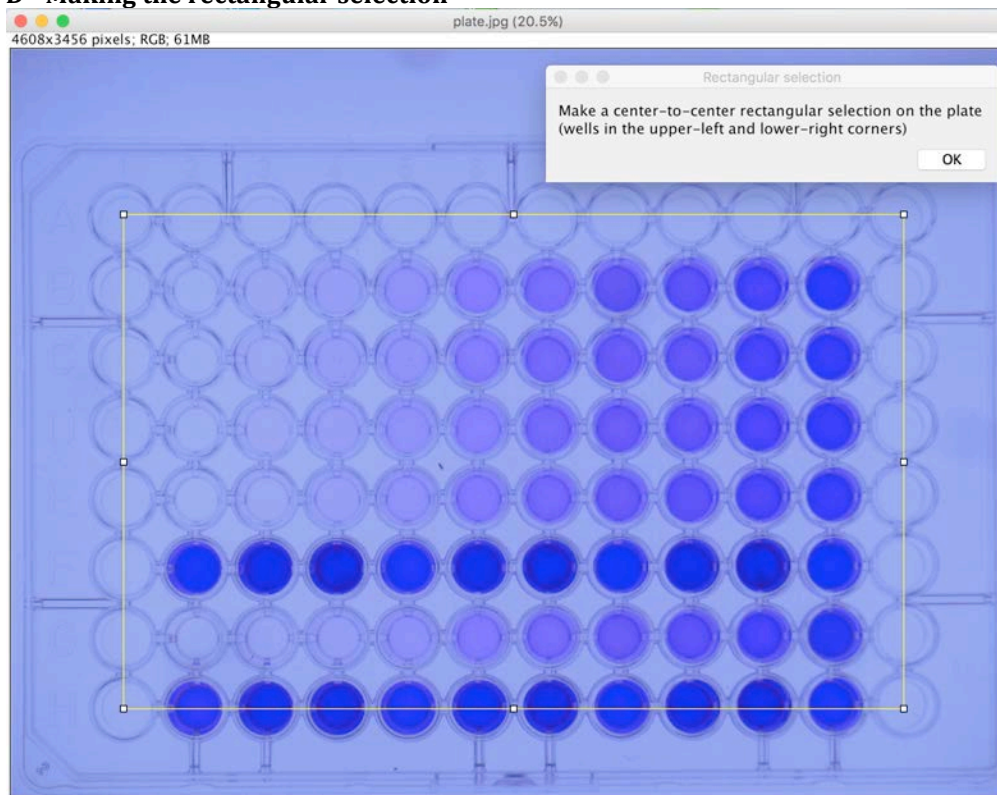 D - Making the rectangular selection
plate.jpg (20.5%)
4608x3456 pixels; RGB; 61MB
Rectangular selection
Make a center-to-center rectangular selection on the plate
(wells in the upper-left and lower-right corners)
OK
A